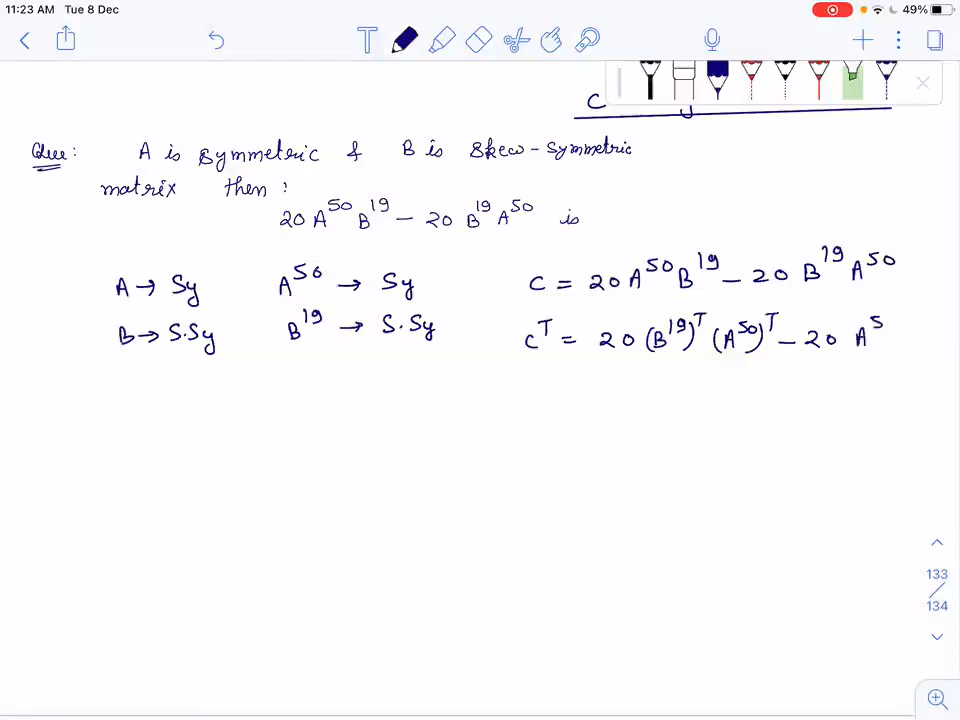 11:23 AM Tue 8 Dec
49%
Que: A is symmetric & B is skew-symmetric
matrix then:
20 A^50 B^19 - 20 B^19 A^50 is
A → Sy A^50 → Sy
B → S.Sy B^19 → S.Sy
C = 20 A^50 B^19 - 20 B^19 A^50
C^T = 20 (B^19)^T (A^50)^T - 20 A^5
133
134